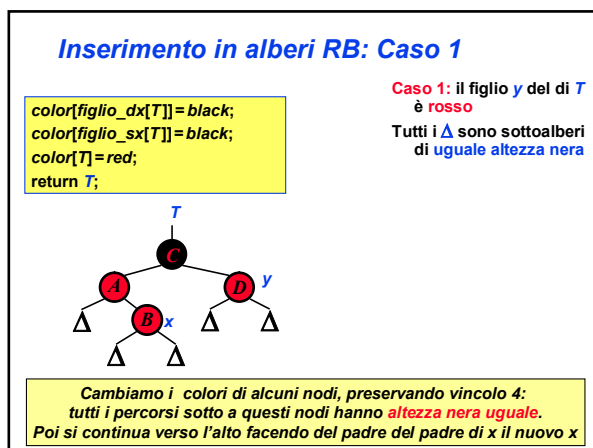 Inserimento in alberi RB: Caso 1
color[figlio_dx[T]]=black;
color[figlio_sx[T]]=black;
color[T]=red;
return T;
Caso 1: il figlio y del di T
è rosso
Tutti i Δ sono sottoalberi
di uguale altezza nera
T
C
A
D
y
B
x
Δ
Δ
Δ
Δ
Δ
Cambiamo i colori di alcuni nodi, preservando vincolo 4:
tutti i percorsi sotto a questi nodi hanno altezza nera uguale.
Poi si continua verso l'alto facendo del padre del padre di x il nuovo x